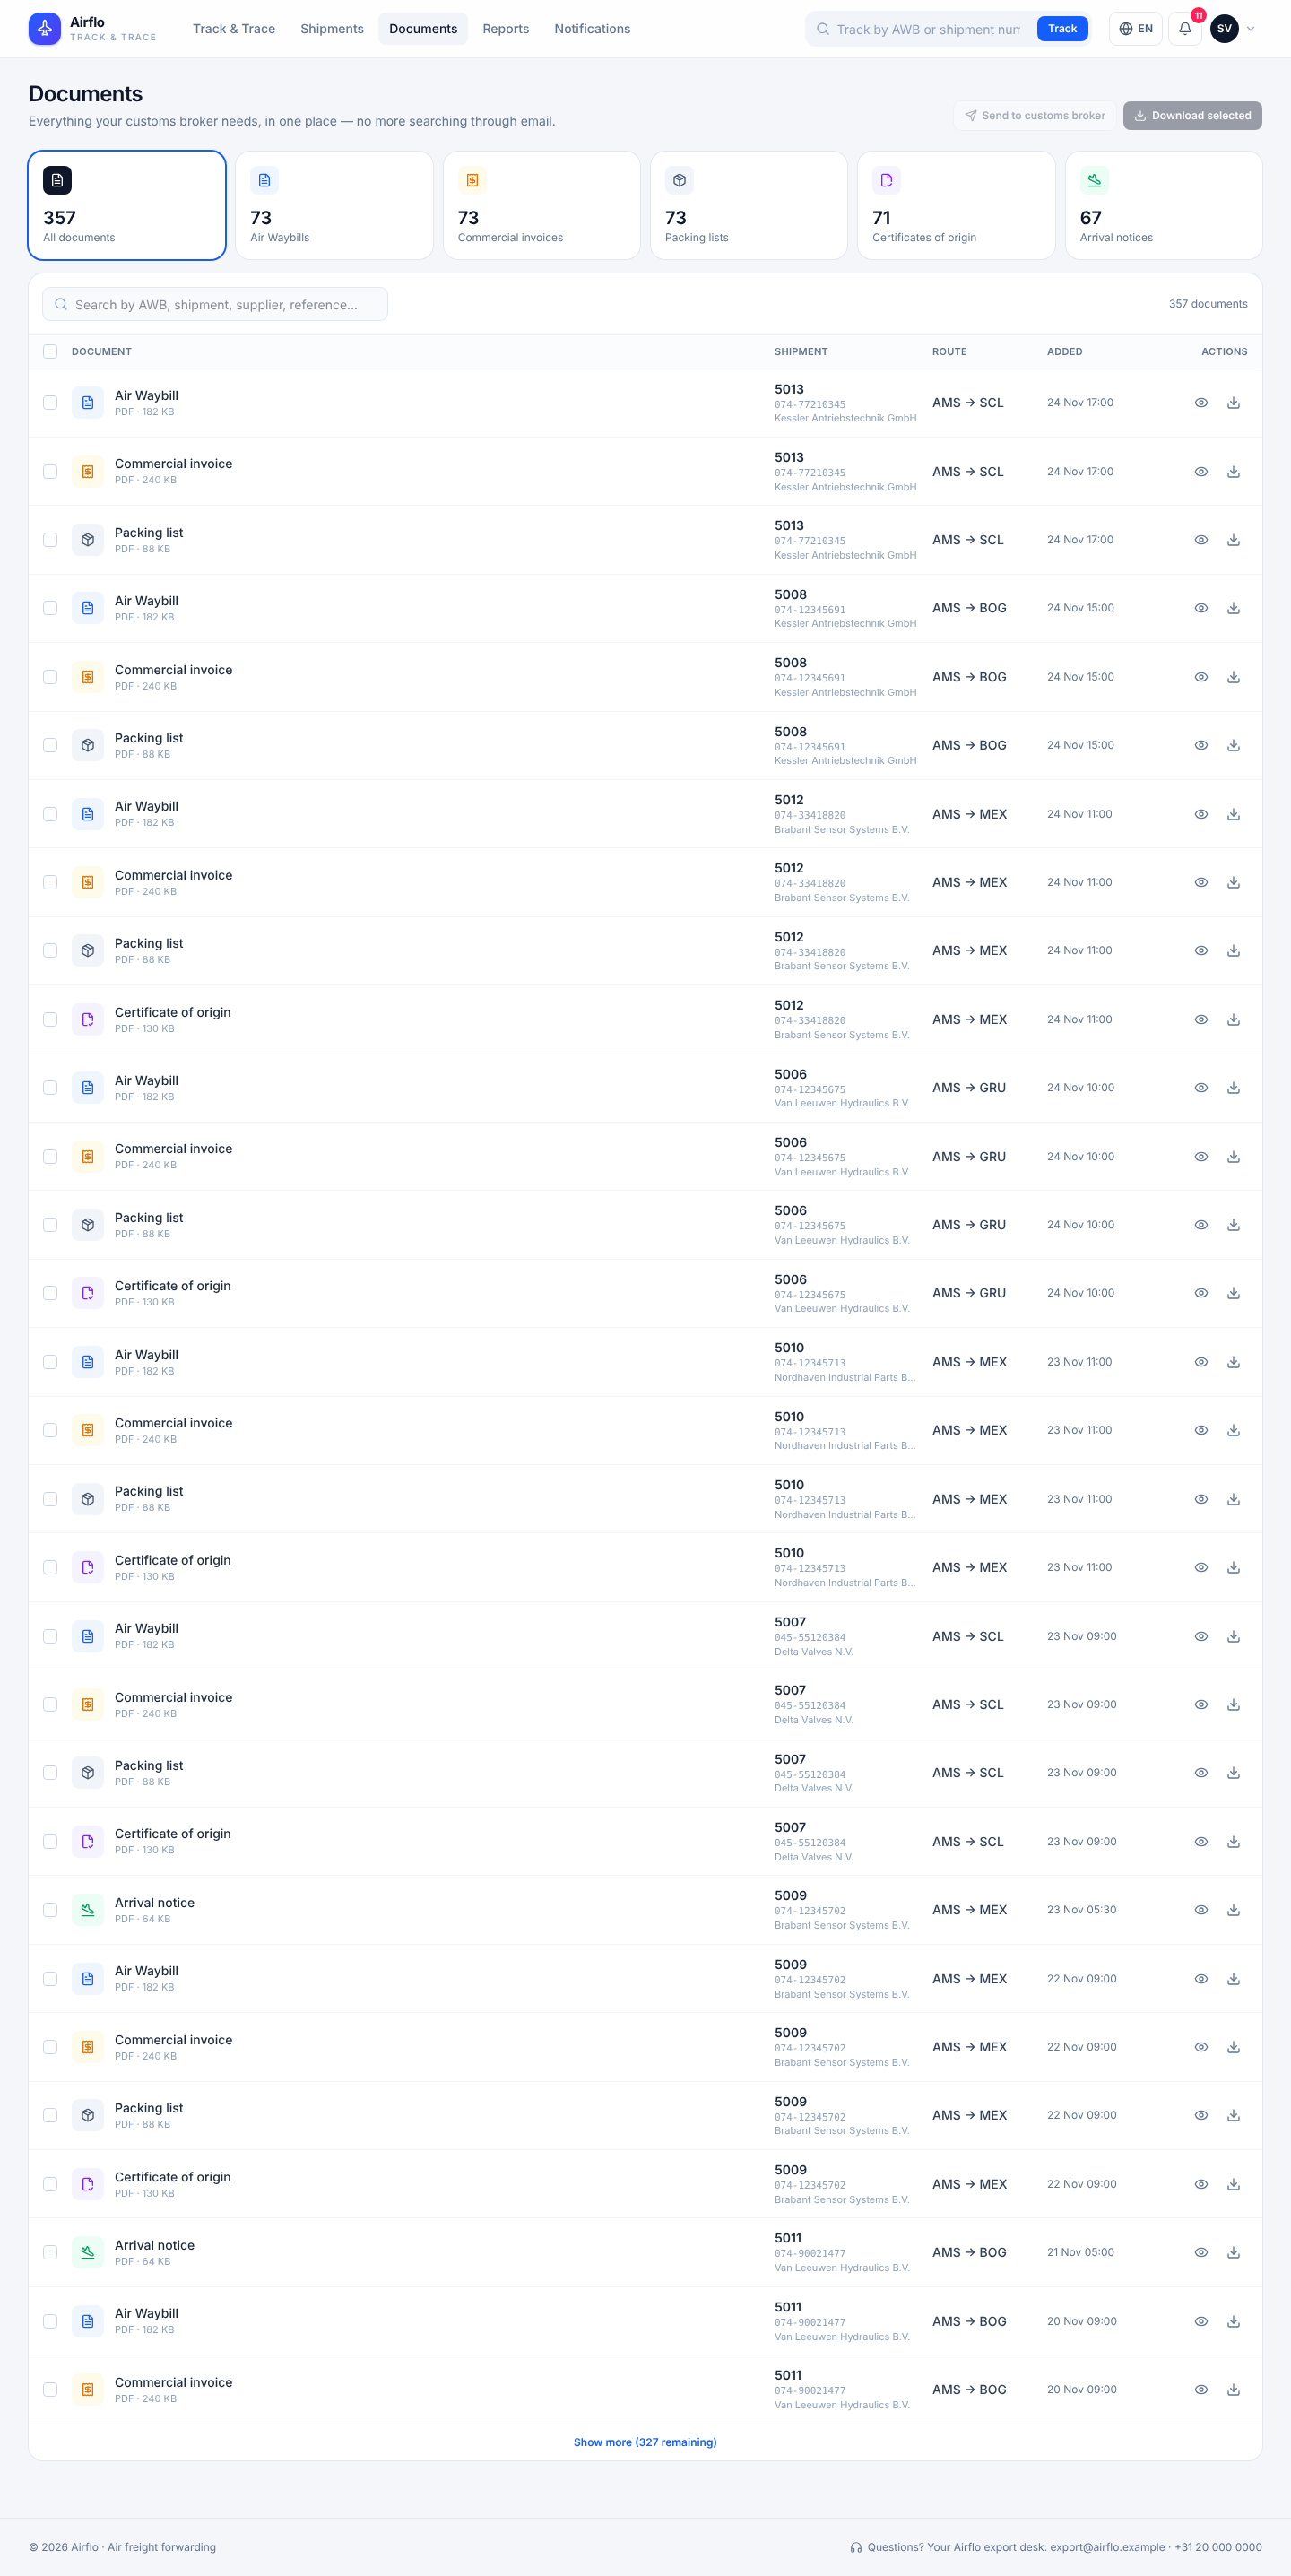 Airflo
TRACK & TRACE
Track & Trace
Shipments
Documents
Reports
Notifications
Track by AWB or shipment num
Track
EN
11
SV
Documents
Everything your customs broker needs, in one place — no more searching through email.
Send to customs broker
Download selected
357
All documents
73
Air Waybills
73
Commercial invoices
73
Packing lists
71
Certificates of origin
67
Arrival notices
Search by AWB, shipment, supplier, reference...
357 documents
DOCUMENT SHIPMENT ROUTE ADDED ACTIONS
Air Waybill
PDF · 182 KB
5013
074-77210345
Kessler Antriebstechnik GmbH
AMS → SCL
24 Nov 17:00
Commercial invoice
PDF · 240 KB
5013
074-77210345
Kessler Antriebstechnik GmbH
AMS → SCL
24 Nov 17:00
Packing list
PDF · 88 KB
5013
074-77210345
Kessler Antriebstechnik GmbH
AMS → SCL
24 Nov 17:00
Air Waybill
PDF · 182 KB
5008
074-12345691
Kessler Antriebstechnik GmbH
AMS → BOG
24 Nov 15:00
Commercial invoice
PDF · 240 KB
5008
074-12345691
Kessler Antriebstechnik GmbH
AMS → BOG
24 Nov 15:00
Packing list
PDF · 88 KB
5008
074-12345691
Kessler Antriebstechnik GmbH
AMS → BOG
24 Nov 15:00
Air Waybill
PDF · 182 KB
5012
074-33418820
Brabant Sensor Systems B.V.
AMS → MEX
24 Nov 11:00
Commercial invoice
PDF · 240 KB
5012
074-33418820
Brabant Sensor Systems B.V.
AMS → MEX
24 Nov 11:00
Packing list
PDF · 88 KB
5012
074-33418820
Brabant Sensor Systems B.V.
AMS → MEX
24 Nov 11:00
Certificate of origin
PDF · 130 KB
5012
074-33418820
Brabant Sensor Systems B.V.
AMS → MEX
24 Nov 11:00
Air Waybill
PDF · 182 KB
5006
074-12345675
Van Leeuwen Hydraulics B.V.
AMS → GRU
24 Nov 10:00
Commercial invoice
PDF · 240 KB
5006
074-12345675
Van Leeuwen Hydraulics B.V.
AMS → GRU
24 Nov 10:00
Packing list
PDF · 88 KB
5006
074-12345675
Van Leeuwen Hydraulics B.V.
AMS → GRU
24 Nov 10:00
Certificate of origin
PDF · 130 KB
5006
074-12345675
Van Leeuwen Hydraulics B.V.
AMS → GRU
24 Nov 10:00
Air Waybill
PDF · 182 KB
5010
074-12345713
Nordhaven Industrial Parts B...
AMS → MEX
23 Nov 11:00
Commercial invoice
PDF · 240 KB
5010
074-12345713
Nordhaven Industrial Parts B...
AMS → MEX
23 Nov 11:00
Packing list
PDF · 88 KB
5010
074-12345713
Nordhaven Industrial Parts B...
AMS → MEX
23 Nov 11:00
Certificate of origin
PDF · 130 KB
5010
074-12345713
Nordhaven Industrial Parts B...
AMS → MEX
23 Nov 11:00
Air Waybill
PDF · 182 KB
5007
045-55120384
Delta Valves N.V.
AMS → SCL
23 Nov 09:00
Commercial invoice
PDF · 240 KB
5007
045-55120384
Delta Valves N.V.
AMS → SCL
23 Nov 09:00
Packing list
PDF · 88 KB
5007
045-55120384
Delta Valves N.V.
AMS → SCL
23 Nov 09:00
Certificate of origin
PDF · 130 KB
5007
045-55120384
Delta Valves N.V.
AMS → SCL
23 Nov 09:00
Arrival notice
PDF · 64 KB
5009
074-12345702
Brabant Sensor Systems B.V.
AMS → MEX
23 Nov 05:30
Air Waybill
PDF · 182 KB
5009
074-12345702
Brabant Sensor Systems B.V.
AMS → MEX
22 Nov 09:00
Commercial invoice
PDF · 240 KB
5009
074-12345702
Brabant Sensor Systems B.V.
AMS → MEX
22 Nov 09:00
Packing list
PDF · 88 KB
5009
074-12345702
Brabant Sensor Systems B.V.
AMS → MEX
22 Nov 09:00
Certificate of origin
PDF · 130 KB
5009
074-12345702
Brabant Sensor Systems B.V.
AMS → MEX
22 Nov 09:00
Arrival notice
PDF · 64 KB
5011
074-90021477
Van Leeuwen Hydraulics B.V.
AMS → BOG
21 Nov 05:00
Air Waybill
PDF · 182 KB
5011
074-90021477
Van Leeuwen Hydraulics B.V.
AMS → BOG
20 Nov 09:00
Commercial invoice
PDF · 240 KB
5011
074-90021477
Van Leeuwen Hydraulics B.V.
AMS → BOG
20 Nov 09:00
Show more (327 remaining)
© 2026 Airflo · Air freight forwarding
Questions? Your Airflo export desk: export@airflo.example · +31 20 000 0000